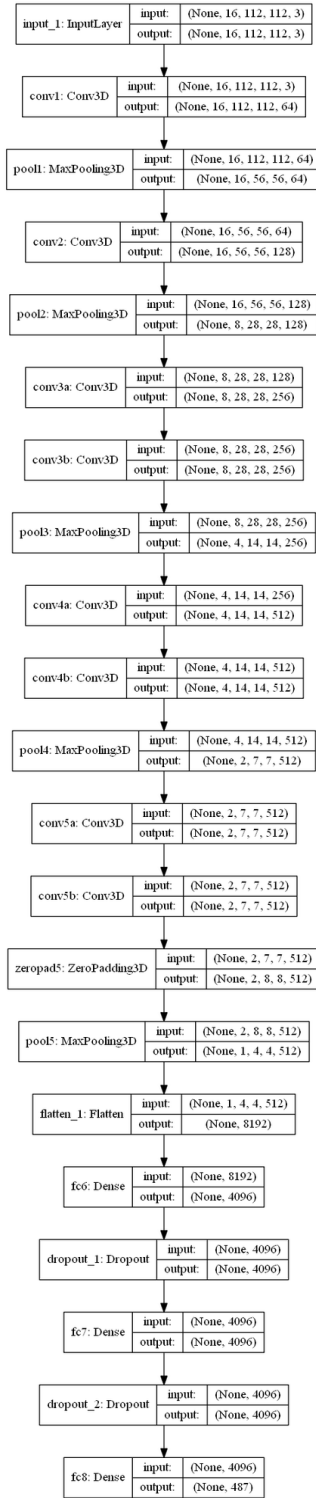 input_1: InputLayer
input: (None, 16, 112, 112, 3)
output: (None, 16, 112, 112, 3)
conv1: Conv3D
input: (None, 16, 112, 112, 3)
output: (None, 16, 112, 112, 64)
pool1: MaxPooling3D
input: (None, 16, 112, 112, 64)
output: (None, 16, 56, 56, 64)
conv2: Conv3D
input: (None, 16, 56, 56, 64)
output: (None, 16, 56, 56, 128)
pool2: MaxPooling3D
input: (None, 16, 56, 56, 128)
output: (None, 8, 28, 28, 128)
conv3a: Conv3D
input: (None, 8, 28, 28, 128)
output: (None, 8, 28, 28, 256)
conv3b: Conv3D
input: (None, 8, 28, 28, 256)
output: (None, 8, 28, 28, 256)
pool3: MaxPooling3D
input: (None, 8, 28, 28, 256)
output: (None, 4, 14, 14, 256)
conv4a: Conv3D
input: (None, 4, 14, 14, 256)
output: (None, 4, 14, 14, 512)
conv4b: Conv3D
input: (None, 4, 14, 14, 512)
output: (None, 4, 14, 14, 512)
pool4: MaxPooling3D
input: (None, 4, 14, 14, 512)
output: (None, 2, 7, 7, 512)
conv5a: Conv3D
input: (None, 2, 7, 7, 512)
output: (None, 2, 7, 7, 512)
conv5b: Conv3D
input: (None, 2, 7, 7, 512)
output: (None, 2, 7, 7, 512)
zeropad5: ZeroPadding3D
input: (None, 2, 7, 7, 512)
output: (None, 2, 8, 8, 512)
pool5: MaxPooling3D
input: (None, 2, 8, 8, 512)
output: (None, 1, 4, 4, 512)
flatten_1: Flatten
input: (None, 1, 4, 4, 512)
output: (None, 8192)
fc6: Dense
input: (None, 8192)
output: (None, 4096)
dropout_1: Dropout
input: (None, 4096)
output: (None, 4096)
fc7: Dense
input: (None, 4096)
output: (None, 4096)
dropout_2: Dropout
input: (None, 4096)
output: (None, 4096)
fc8: Dense
input: (None, 4096)
output: (None, 487)